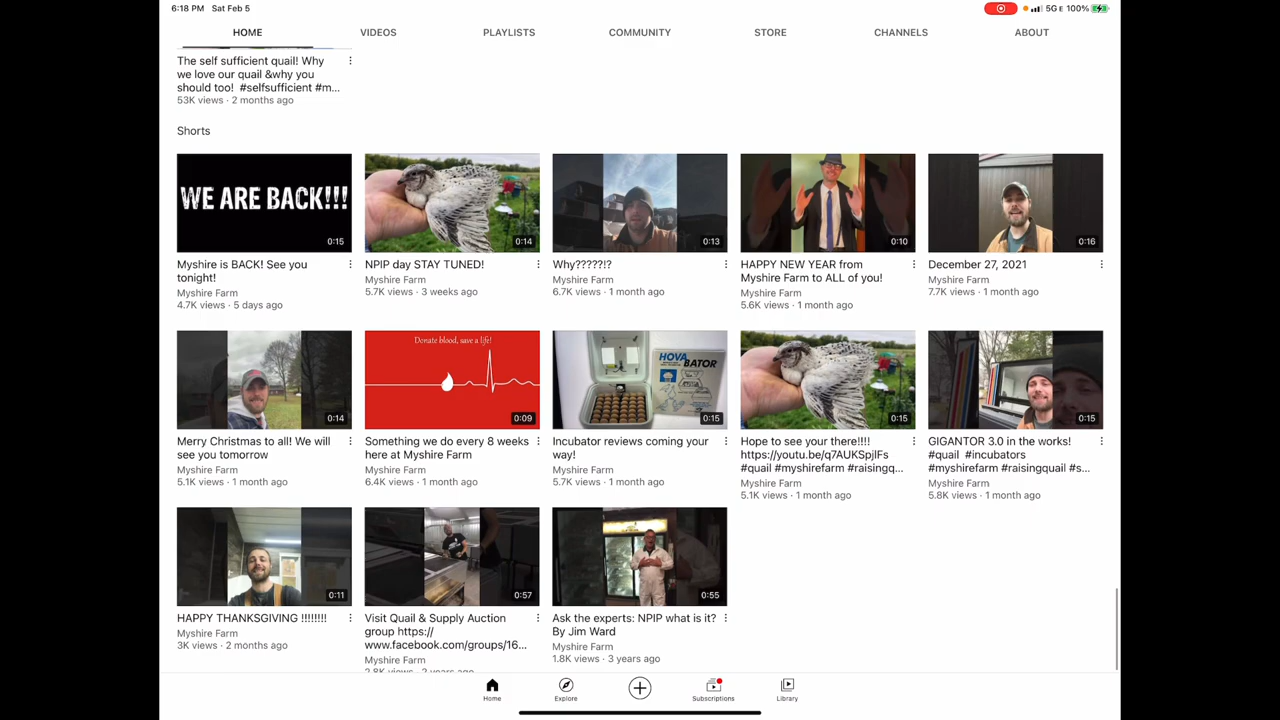 6:18 PM Sat Feb 5
5G E 100%
HOME VIDEOS PLAYLISTS COMMUNITY STORE CHANNELS ABOUT
The self sufficient quail! Why
we love our quail &why you
should too! #selfsufficient #m...
53K views · 2 months ago
Shorts
WE ARE BACK!!!
0:15
Myshire is BACK! See you
tonight!
Myshire Farm
4.7K views · 5 days ago
0:14
NPIP day STAY TUNED!
Myshire Farm
5.7K views · 3 weeks ago
0:13
Why?????!?
Myshire Farm
6.7K views · 1 month ago
0:10
HAPPY NEW YEAR from
Myshire Farm to ALL of you!
Myshire Farm
5.6K views · 1 month ago
0:16
December 27, 2021
Myshire Farm
7.7K views · 1 month ago
0:14
Merry Christmas to all! We will
see you tomorrow
Myshire Farm
5.1K views · 1 month ago
Donate blood, save a life!
0:09
Something we do every 8 weeks
here at Myshire Farm
Myshire Farm
6.4K views · 1 month ago
HOVA
BATOR
0:15
Incubator reviews coming your
way!
Myshire Farm
5.7K views · 1 month ago
0:15
Hope to see your there!!!!
https://youtu.be/q7AUKSpjlFs
#quail #myshirefarm #raisingq...
Myshire Farm
5.1K views · 1 month ago
0:15
GIGANTOR 3.0 in the works!
#quail #incubators
#myshirefarm #raisingquail #s...
Myshire Farm
5.8K views · 1 month ago
0:11
HAPPY THANKSGIVING !!!!!!!!
Myshire Farm
3K views · 2 months ago
0:57
Visit Quail & Supply Auction
group https://
www.facebook.com/groups/16...
Myshire Farm
2.8K views · 2 years ago
0:55
Ask the experts: NPIP what is it?
By Jim Ward
Myshire Farm
1.8K views · 3 years ago
Home Explore Subscriptions Library